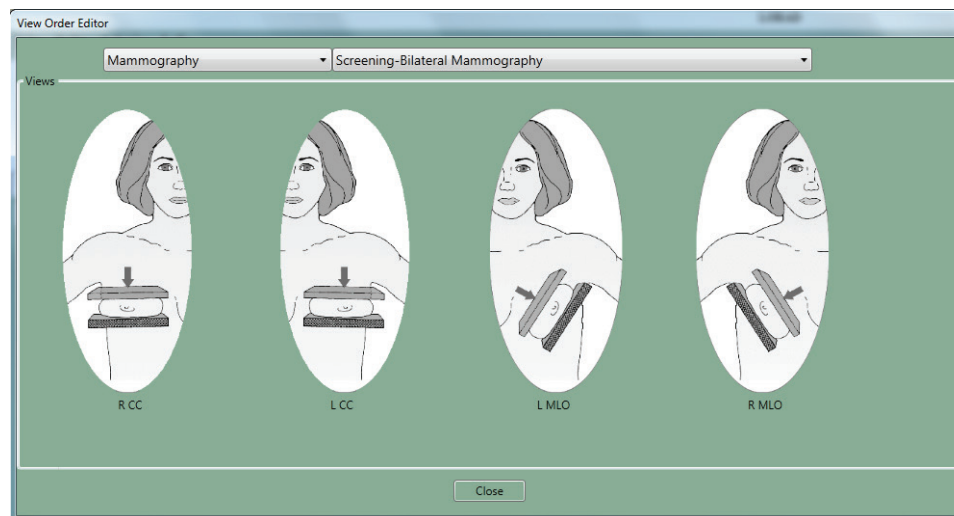 View Order Editor
Mammography Screening-Bilateral Mammography
Views
R CC L CC L MLO R MLO
Close